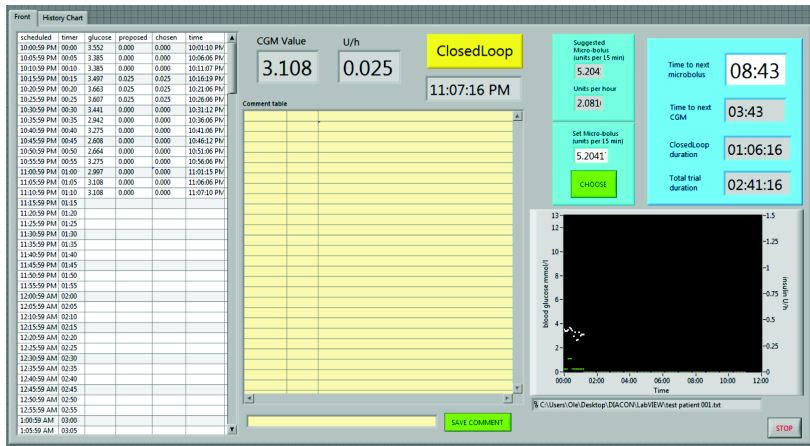 Front History Chart
scheduled timer glucose proposed chosen time
10:00:59 PM 00:00 3.552 0.000 0.000 10:01:10 PM
10:05:59 PM 00:05 3.385 0.000 0.000 10:06:06 PM
10:10:59 PM 00:10 3.385 0.000 0.000 10:11:07 PM
10:15:59 PM 00:15 3.497 0.025 0.025 10:16:19 PM
10:20:59 PM 00:20 3.663 0.025 0.025 10:21:06 PM
10:25:59 PM 00:25 3.607 0.025 0.025 10:26:06 PM
10:30:59 PM 00:30 3.441 0.000 0.000 10:31:12 PM
10:35:59 PM 00:35 2.942 0.000 0.000 10:36:06 PM
10:40:59 PM 00:40 3.275 0.000 0.000 10:41:06 PM
10:45:59 PM 00:45 2.608 0.000 0.000 10:46:12 PM
10:50:59 PM 00:50 2.664 0.000 0.000 10:51:06 PM
10:55:59 PM 00:55 3.275 0.000 0.000 10:56:06 PM
11:00:59 PM 01:00 2.997 0.000 0.000 11:01:15 PM
11:05:59 PM 01:05 3.108 0.000 0.000 11:06:06 PM
11:10:59 PM 01:10 3.108 0.000 0.000 11:07:10 PM
11:15:59 PM 01:15
11:20:59 PM 01:20
11:25:59 PM 01:25
11:30:59 PM 01:30
11:35:59 PM 01:35
11:40:59 PM 01:40
11:45:59 PM 01:45
11:50:59 PM 01:50
11:55:59 PM 01:55
12:00:59 AM 02:00
12:05:59 AM 02:05
12:10:59 AM 02:10
12:15:59 AM 02:15
12:20:59 AM 02:20
12:25:59 AM 02:25
12:30:59 AM 02:30
12:35:59 AM 02:35
12:40:59 AM 02:40
12:45:59 AM 02:45
12:50:59 AM 02:50
12:55:59 AM 02:55
1:00:59 AM 03:00
1:05:59 AM 03:05
CGM Value U/h
3.108 0.025
ClosedLoop
11:07:16 PM
Comment table
SAVE COMMENT
Suggested
Micro-bolus
(units per 15 min)
5.204
Units per hour
2.081
Set Micro-bolus
(units per 15 min)
5.2041
CHOOSE
Time to next
microbolus
08:43
Time to next
CGM
03:43
ClosedLoop
duration
01:06:16
Total trial
duration
02:41:16
blood glucose mmol/l
13
12
10
8
6
4
2
0
1.5
1.25
1
0.75
0.5
0.25
0
insulin U/h
00:00 02:00 04:00 06:00 08:00 10:00 12:00
Time
C:\Users\Ole\Desktop\DIACON\LabVIEW\test patient 001.txt
STOP